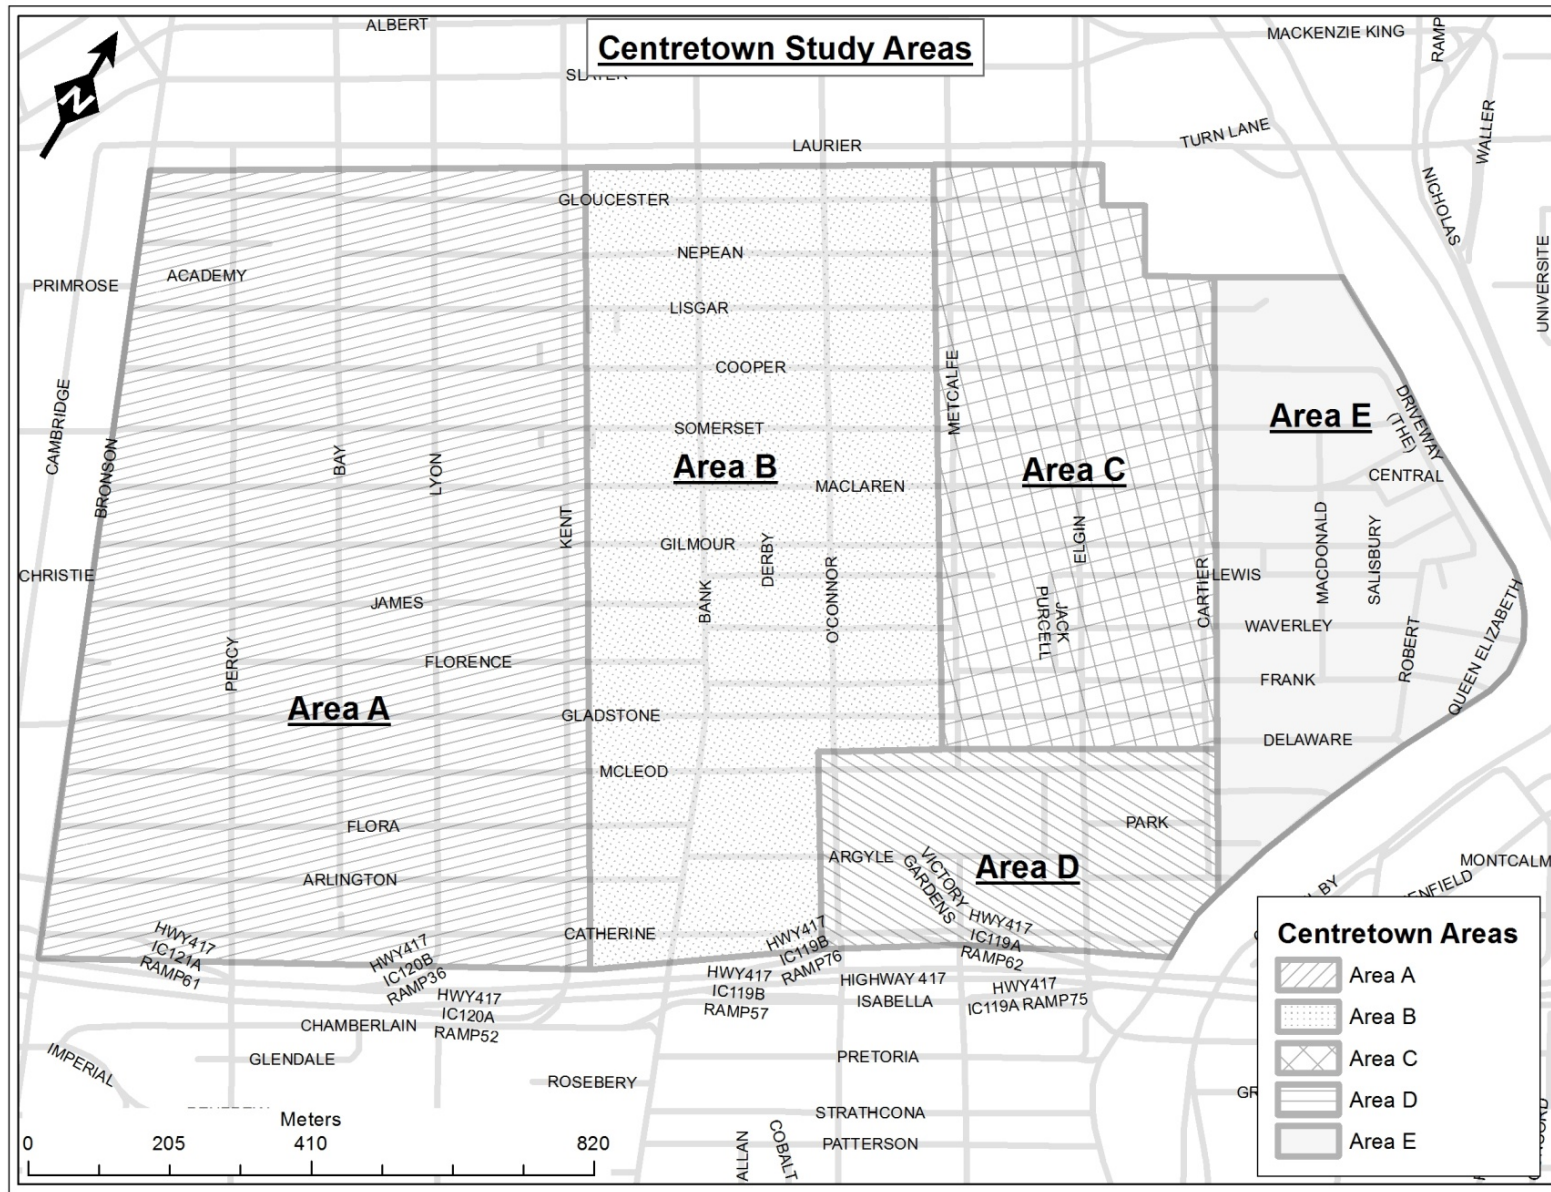 ALBERT
Centretown Study Areas
MACKENZIE KING
RAMP
SLATER
N
WALLER
TURN LANE
LAURIER
NICHOLAS
GLOUCESTER
UNIVERSITE
NEPEAN
ACADEMY
PRIMROSE
LISGAR
COOPER
METCALFE
CAMBRIDGE
DRIVEWAY
(THE)
Area E
SOMERSET
BRONSON
BAY
LYON
Area B
Area C
CENTRAL
MACLAREN
KENT
ELGIN
MACDONALD
SALISBURY
GILMOUR
DERBY
CHRISTIE
BANK
O'CONNOR
CARTIER
LEWIS
JAMES
JACK
PURCELL
WAVERLEY
QUEEN ELIZABETH
PERCY
FLORENCE
ROBERT
FRANK
Area A
GLADSTONE
DELAWARE
MCLEOD
FLORA
PARK
ARGYLE
VICTORY
GARDENS
Area D
ARLINGTON
MONTCALM
CATHERINE
HWY417
IC121A
RAMP61
HWY417
IC120B
RAMP36
HWY417
IC119B
RAMP76
HWY417
IC119A
RAMP62
HWY417
IC120A
RAMP52
HWY417
IC119B
RAMP57
HIGHWAY 417
ISABELLA
HWY417
IC119A RAMP75
CHAMBERLAIN
GLENDALE
IMPERIAL
PRETORIA
ROSEBERY
STRATHCONA
PATTERSON
ALLAN
COBALT
Meters
0 205 410 820
Centretown Areas
Area A
Area B
Area C
Area D
Area E